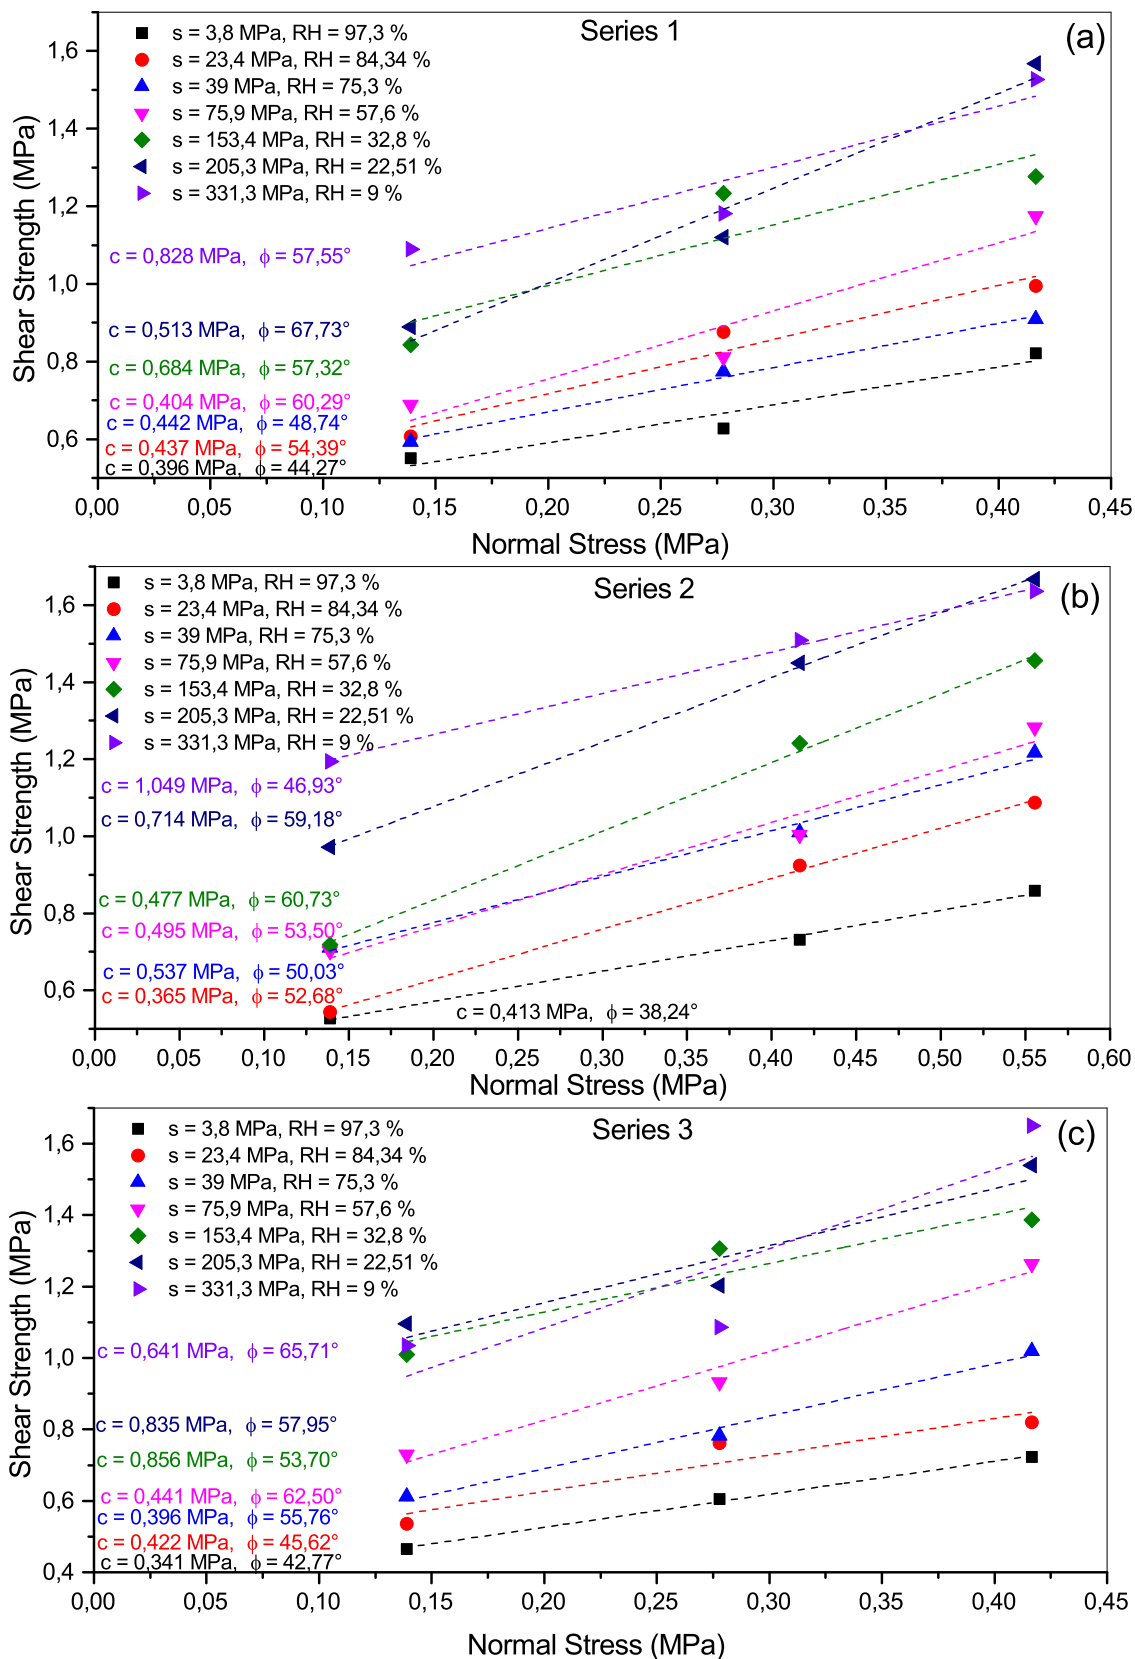 Series 1
(a)
s = 3,8 MPa, RH = 97,3 %
s = 23,4 MPa, RH = 84,34 %
s = 39 MPa, RH = 75,3 %
s = 75,9 MPa, RH = 57,6 %
s = 153,4 MPa, RH = 32,8 %
s = 205,3 MPa, RH = 22,51 %
s = 331,3 MPa, RH = 9 %
c = 0,828 MPa, ϕ = 57,55°
c = 0,513 MPa, ϕ = 67,73°
c = 0,684 MPa, ϕ = 57,32°
c = 0,404 MPa, ϕ = 60,29°
c = 0,442 MPa, ϕ = 48,74°
c = 0,437 MPa, ϕ = 54,39°
c = 0,396 MPa, ϕ = 44,27°
Shear Strength (MPa)
1,6
1,4
1,2
1,0
0,8
0,6
0,00 0,05 0,10 0,15 0,20 0,25 0,30 0,35 0,40 0,45
Normal Stress (MPa)
Series 2
(b)
s = 3,8 MPa, RH = 97,3 %
s = 23,4 MPa, RH = 84,34 %
s = 39 MPa, RH = 75,3 %
s = 75,9 MPa, RH = 57,6 %
s = 153,4 MPa, RH = 32,8 %
s = 205,3 MPa, RH = 22,51 %
s = 331,3 MPa, RH = 9 %
c = 1,049 MPa, ϕ = 46,93°
c = 0,714 MPa, ϕ = 59,18°
c = 0,477 MPa, ϕ = 60,73°
c = 0,495 MPa, ϕ = 53,50°
c = 0,537 MPa, ϕ = 50,03°
c = 0,365 MPa, ϕ = 52,68°
c = 0,413 MPa, ϕ = 38,24°
Shear Strength (MPa)
1,6
1,4
1,2
1,0
0,8
0,6
0,00 0,05 0,10 0,15 0,20 0,25 0,30 0,35 0,40 0,45 0,50 0,55 0,60
Normal Stress (MPa)
Series 3
(c)
s = 3,8 MPa, RH = 97,3 %
s = 23,4 MPa, RH = 84,34 %
s = 39 MPa, RH = 75,3 %
s = 75,9 MPa, RH = 57,6 %
s = 153,4 MPa, RH = 32,8 %
s = 205,3 MPa, RH = 22,51 %
s = 331,3 MPa, RH = 9 %
c = 0,641 MPa, ϕ = 65,71°
c = 0,835 MPa, ϕ = 57,95°
c = 0,856 MPa, ϕ = 53,70°
c = 0,441 MPa, ϕ = 62,50°
c = 0,396 MPa, ϕ = 55,76°
c = 0,422 MPa, ϕ = 45,62°
c = 0,341 MPa, ϕ = 42,77°
Shear Strength (MPa)
1,6
1,4
1,2
1,0
0,8
0,6
0,4
0,00 0,05 0,10 0,15 0,20 0,25 0,30 0,35 0,40 0,45
Normal Stress (MPa)